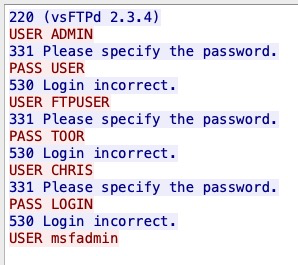 220 (vsFTPd 2.3.4)
USER ADMIN
331 Please specify the password.
PASS USER
530 Login incorrect.
USER FTPUSER
331 Please specify the password.
PASS TOOR
530 Login incorrect.
USER CHRIS
331 Please specify the password.
PASS LOGIN
530 Login incorrect.
USER msfadmin